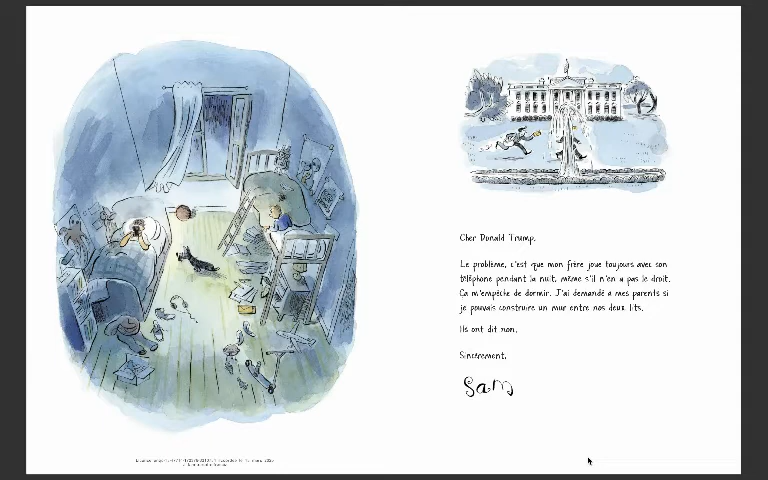 Cher Donald Trump,
Le problème, c'est que mon frère joue toujours avec son
téléphone pendant la nuit, même s'il n'en a pas le droit.
Ça m'empêche de dormir. J'ai demandé à mes parents si
je pouvais construire un mur entre nos deux lits.
Ils ont dit non.
Sincèrement,
Sam